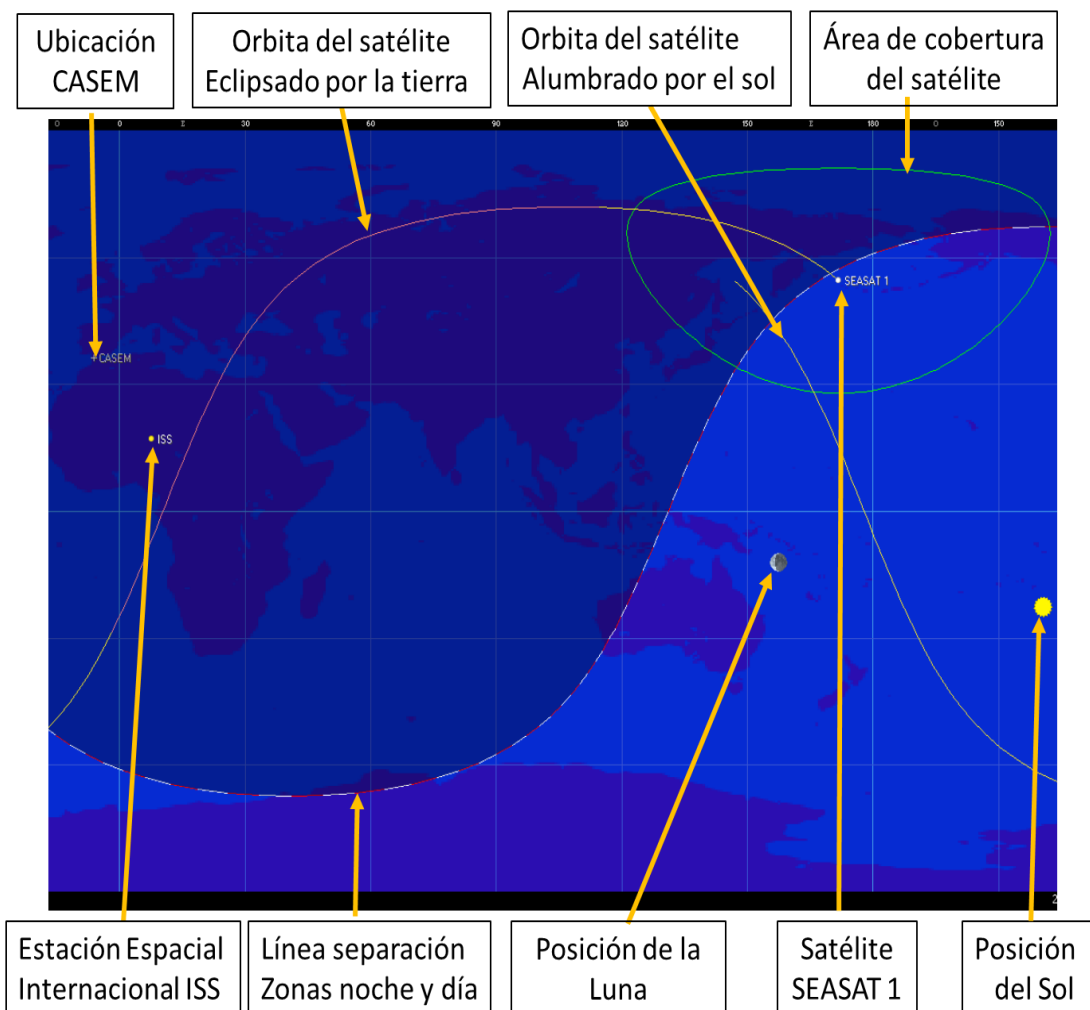 Ubicación
CASEM
Orbita del satélite
Eclipsado por la tierra
Orbita del satélite
Alumbrado por el sol
Área de cobertura
del satélite
O 0 E 30 60 90 120 150 E 180 O 150
SEASAT 1
CASEM
ISS
2
Estación Espacial
Internacional ISS
Línea separación
Zonas noche y día
Posición de la
Luna
Satélite
SEASAT 1
Posición
del Sol